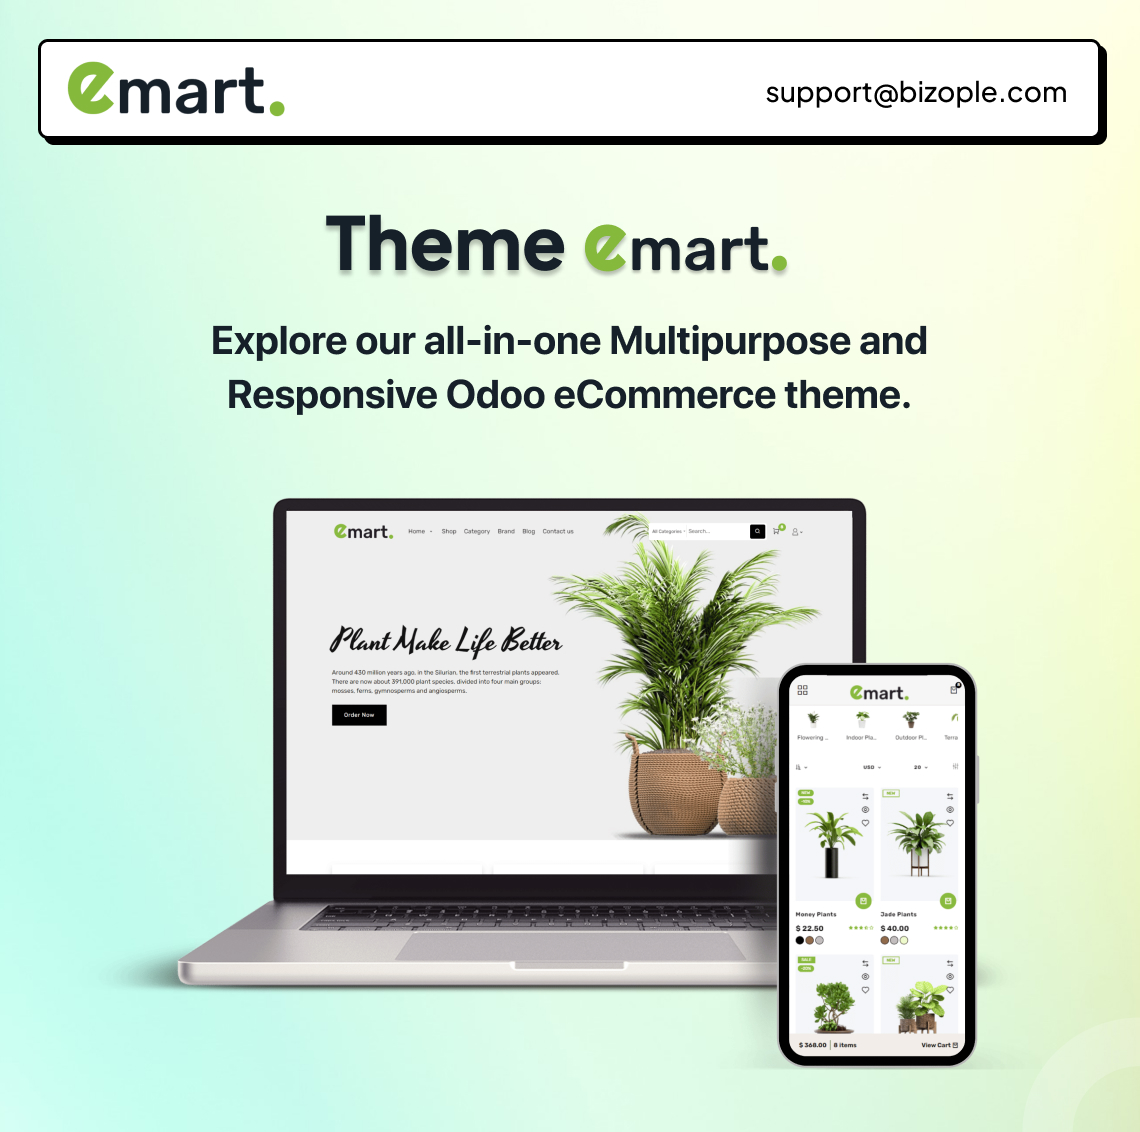 emart.
support@bizople.com
Theme emart.
Explore our all-in-one Multipurpose and
Responsive Odoo eCommerce theme.
emart. Home Shop Category Brand Blog Contact us All Categories Search...
Plant Make Life Better
Around 430 million years ago, in the Silurian, the first terrestrial plants appeared.
There are now about 391,000 plant species, divided into four main groups:
mosses, ferns, gymnosperms and angiosperms.
Order Now
emart.
Flowering ... Indoor Pla... Outdoor Pl... Terra
USD 20
NEW NEW
Money Plants Jade Plants
$ 22.50 $ 40.00
SALE NEW
$ 368.00 8 items View Cart